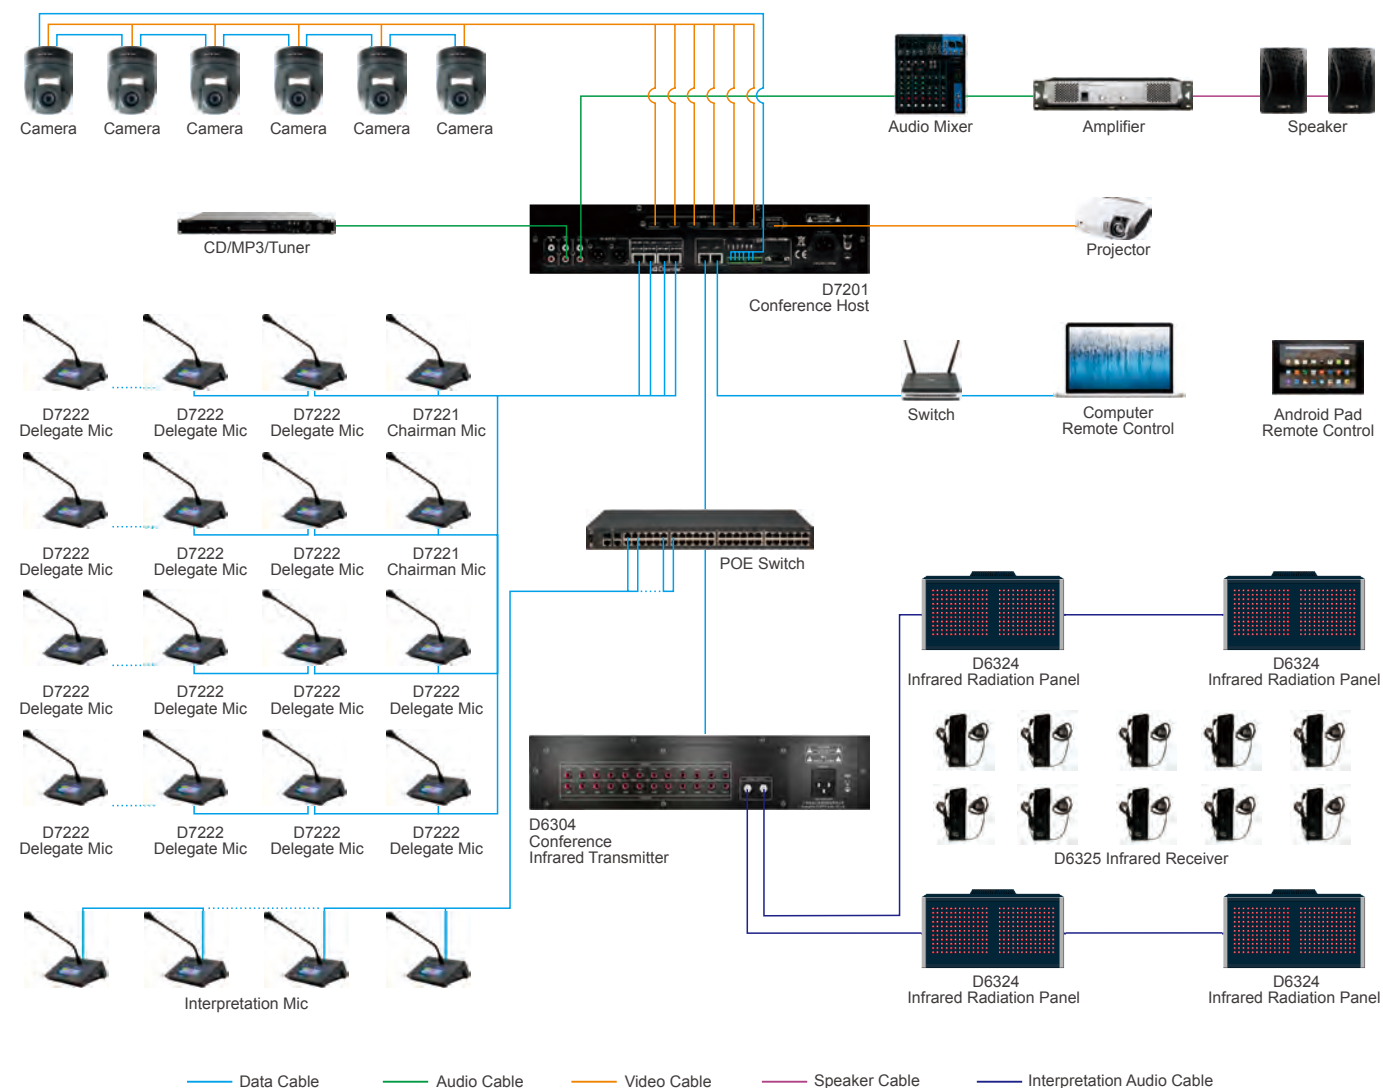 Camera
Camera
Camera
Camera
Camera
Camera
Audio Mixer
Amplifier
Speaker
CD/MP3/Tuner
Projector
D7201
Conference Host
D7222
Delegate Mic
D7222
Delegate Mic
D7222
Delegate Mic
D7221
Chairman Mic
Switch
Computer
Remote Control
Android Pad
Remote Control
D7222
Delegate Mic
D7222
Delegate Mic
D7222
Delegate Mic
D7221
Chairman Mic
POE Switch
D7222
Delegate Mic
D7222
Delegate Mic
D7222
Delegate Mic
D7222
Delegate Mic
D6324
Infrared Radiation Panel
D6324
Infrared Radiation Panel
D7222
Delegate Mic
D7222
Delegate Mic
D7222
Delegate Mic
D7222
Delegate Mic
D6304
Conference
Infrared Transmitter
D6325 Infrared Receiver
Interpretation Mic
D6324
Infrared Radiation Panel
D6324
Infrared Radiation Panel
Data Cable
Audio Cable
Video Cable
Speaker Cable
Interpretation Audio Cable